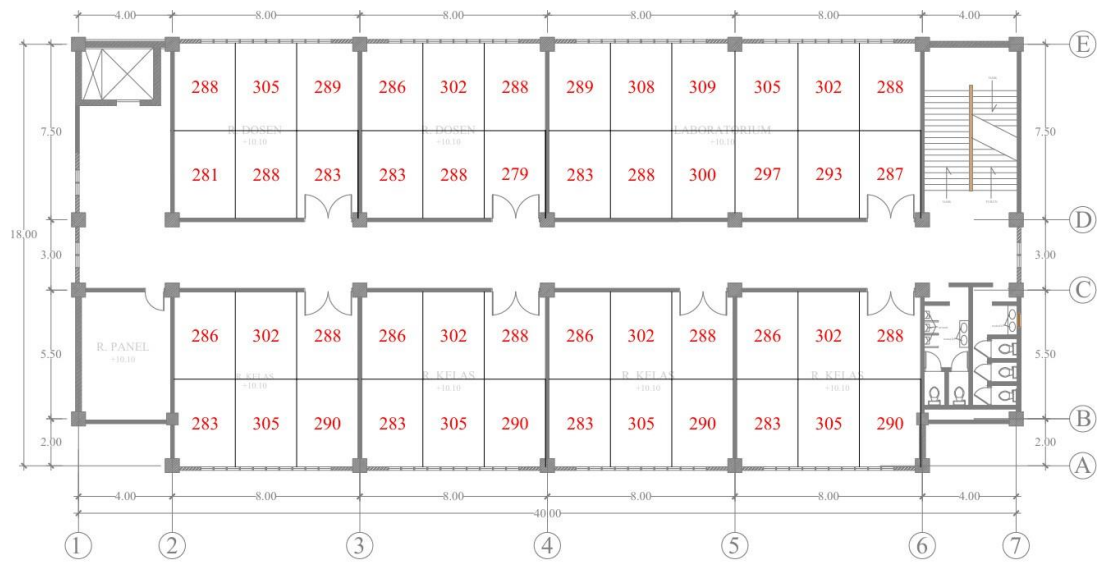 4.00 8.00 8.00 8.00 8.00 4.00
E
288 305 289 286 302 288 289 308 309 305 302 288
7.50 R. DOSEN R. DOSEN LABORATORIUM 7.50
+10.10 +10.10 +10.10
281 288 283 283 288 279 283 288 300 297 293 287
D
18.00 3.00 3.00
C
286 302 288 286 302 288 286 302 288 286 302 288
R. PANEL
+10.10
5.50 5.50
R. KELAS R. KELAS R. KELAS R. KELAS
+10.10 +10.10 +10.10 +10.10
283 305 290 283 305 290 283 305 290 283 305 290
B
2.00 2.00
A
4.00 8.00 8.00 8.00 8.00 4.00
40.00
1 2 3 4 5 6 7